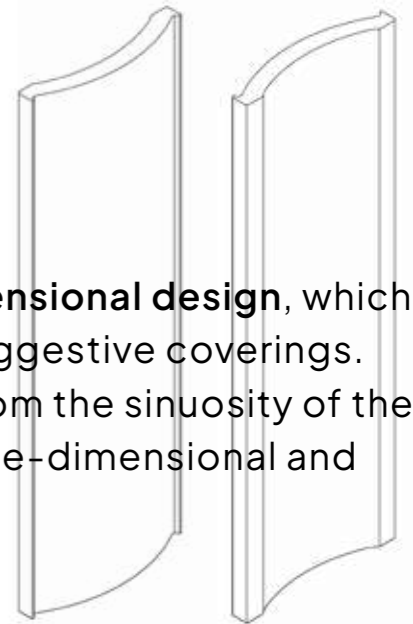 ensional design, which
ggestive coverings.
om the sinuosity of the
e-dimensional and